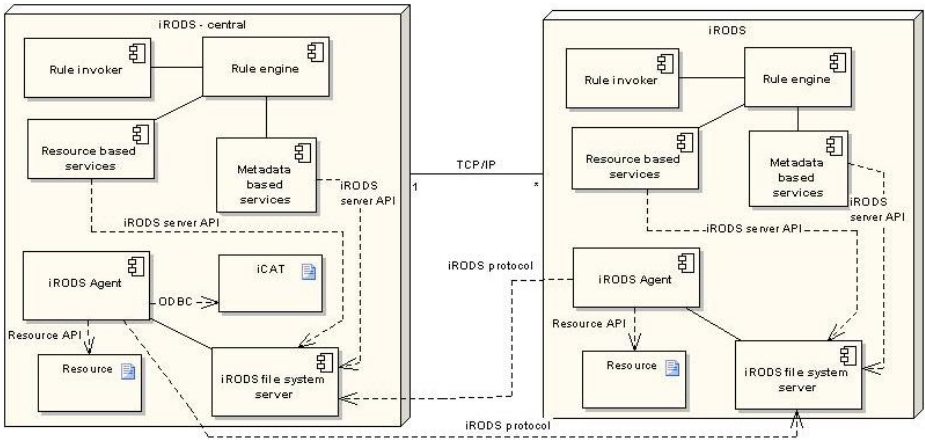 iRODS - central
Rule invoker
Rule engine
Resource based
services
Metadata
based
services
iRODS
server API
iRODS server API
iRODS Agent
iCAT
ODBC
Resource API
Resource
iRODS file system
server
TCP/IP
1
*
iRODS protocol
iRODS protocol
iRODS
Rule invoker
Rule engine
Resource based
services
Metadata
based
services
iRODS
server API
iRODS server API
iRODS Agent
Resource API
Resource
iRODS file system
server